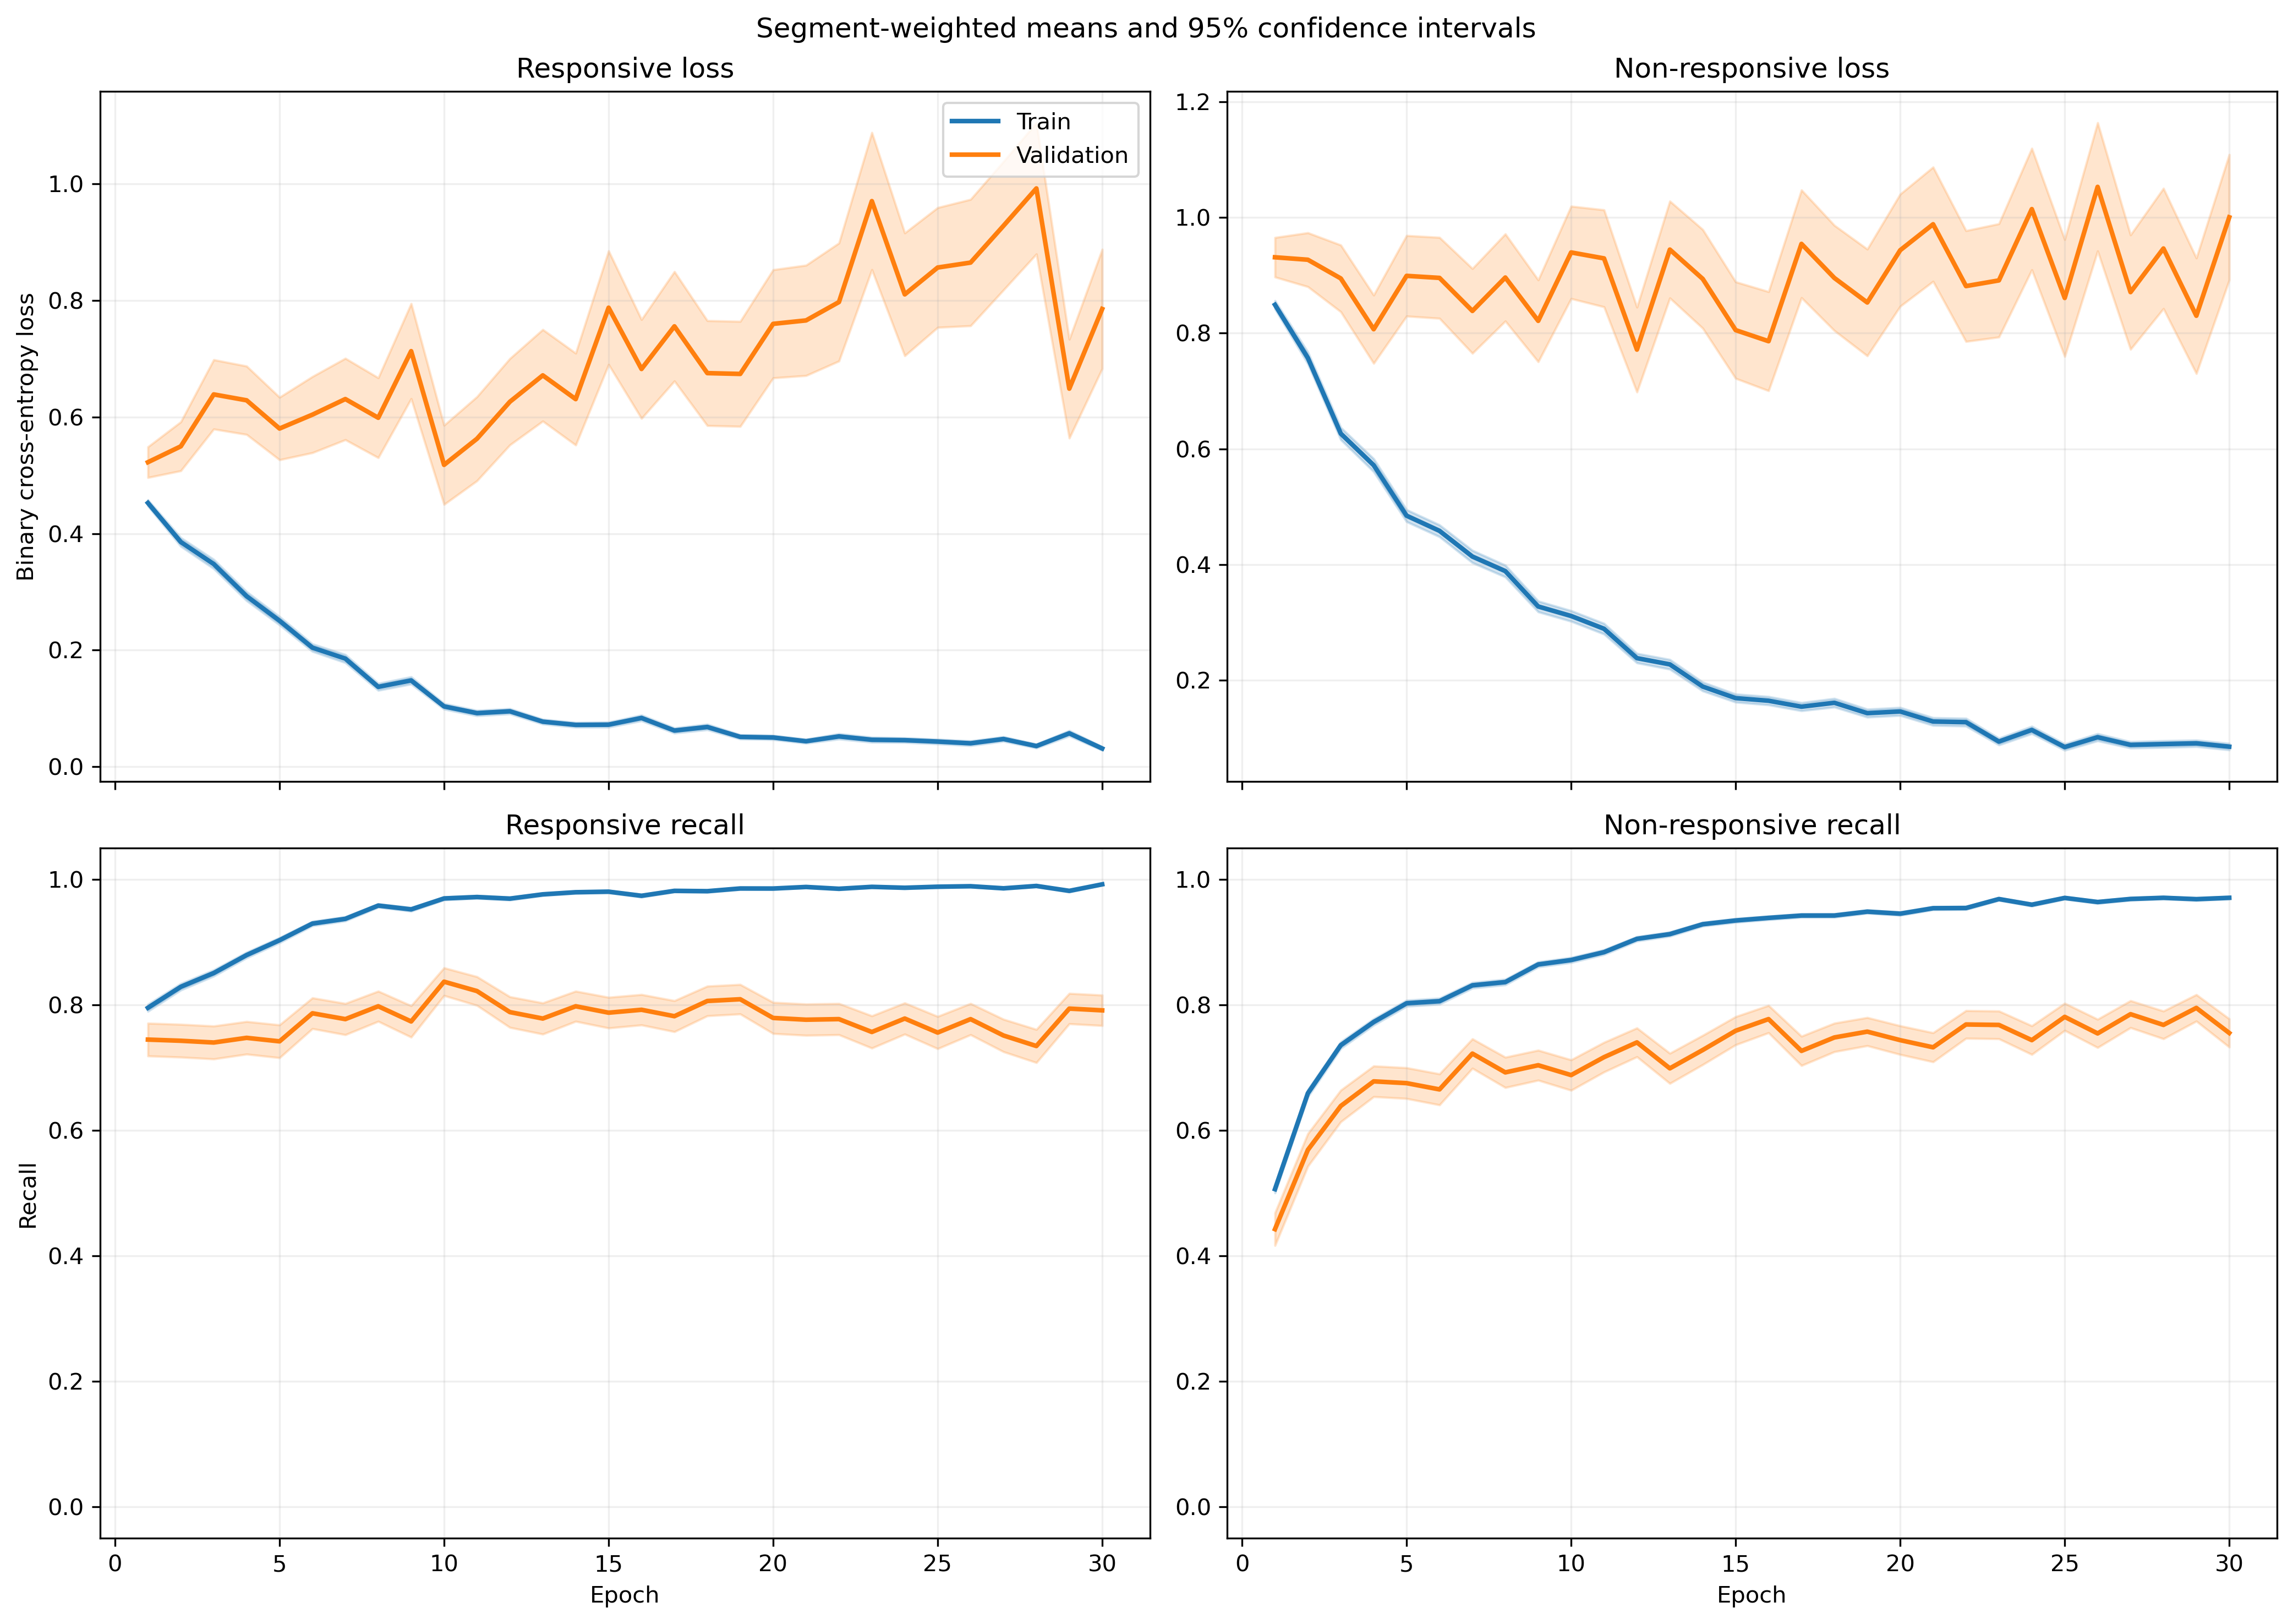 Segment-weighted means and 95% confidence intervals
Responsive loss
Non-responsive loss
Train
Validation
Binary cross-entropy loss
1.0
0.8
0.6
0.4
0.2
0.0
1.2
1.0
0.8
0.6
0.4
0.2
Responsive recall
Non-responsive recall
Recall
1.0
0.8
0.6
0.4
0.2
0.0
0 5 10 15 20 25 30
Epoch
1.0
0.8
0.6
0.4
0.2
0.0
0 5 10 15 20 25 30
Epoch